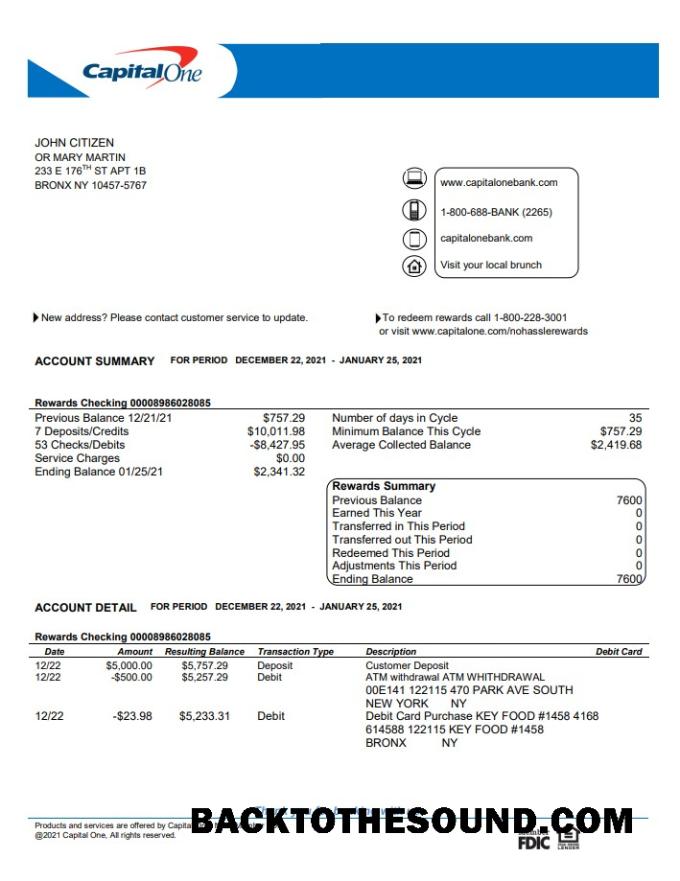 CapitalOne
JOHN CITIZEN
OR MARY MARTIN
233 E 176TH ST APT 1B
BRONX NY 10457-5767
www.capitalonebank.com
1-800-688-BANK (2265)
capitalonebank.com
Visit your local brunch
New address? Please contact customer service to update.
To redeem rewards call 1-800-228-3001
or visit www.capitalone.com/nohasslerewards
ACCOUNT SUMMARY FOR PERIOD DECEMBER 22, 2021 - JANUARY 25, 2021
Rewards Checking 00008986028085
Previous Balance 12/21/21 $757.29
7 Deposits/Credits $10,011.98
53 Checks/Debits -$8,427.95
Service Charges $0.00
Ending Balance 01/25/21 $2,341.32
Number of days in Cycle 35
Minimum Balance This Cycle $757.29
Average Collected Balance $2,419.68
Rewards Summary
Previous Balance 7600
Earned This Year 0
Transferred in This Period 0
Transferred out This Period 0
Redeemed This Period 0
Adjustments This Period 0
Ending Balance 7600
ACCOUNT DETAIL FOR PERIOD DECEMBER 22, 2021 - JANUARY 25, 2021
Rewards Checking 00008986028085
Date Amount Resulting Balance Transaction Type Description Debit Card
12/22 $5,000.00 $5,757.29 Deposit Customer Deposit
12/22 -$500.00 $5,257.29 Debit ATM withdrawal ATM WHITHDRAWAL
00E141 122115 470 PARK AVE SOUTH
NEW YORK NY
12/22 -$23.98 $5,233.31 Debit Debit Card Purchase KEY FOOD #1458 4168
614588 122115 KEY FOOD #1458
BRONX NY
BACKTOTHESOUND.COM
Products and services are offered by
@2021 Capital One, All rights reserved.
Member
FDIC
LENDER